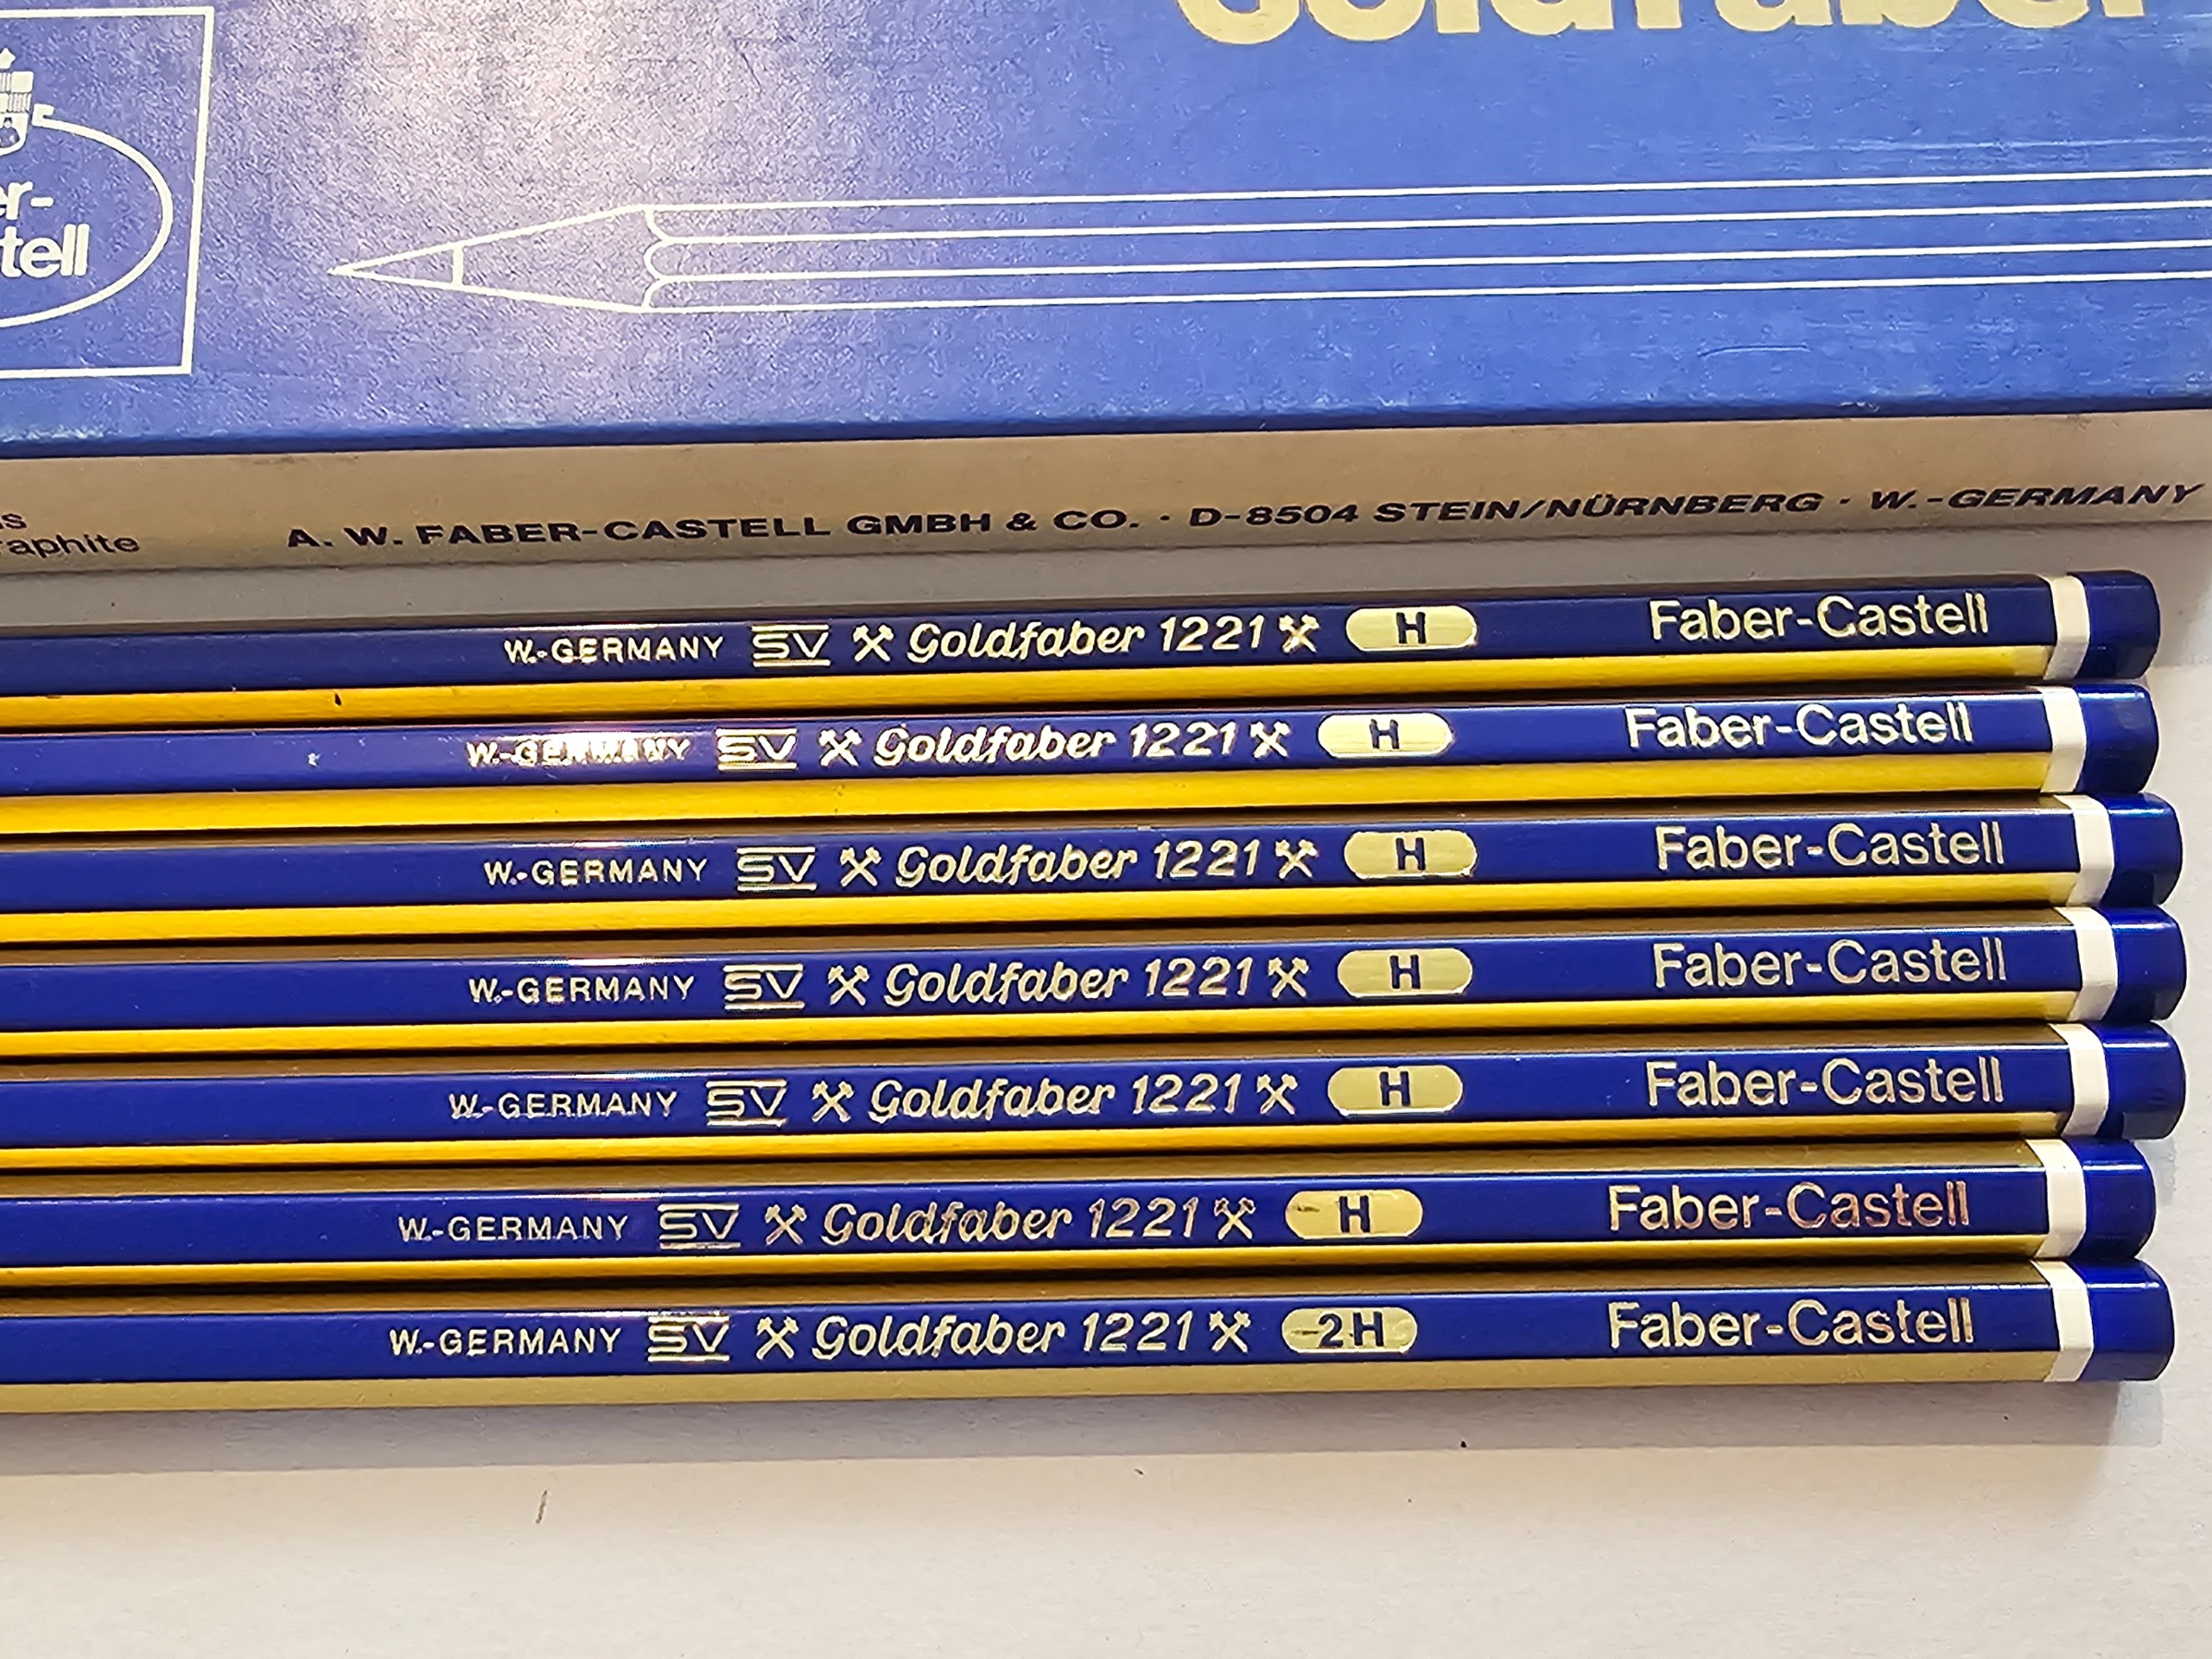 Goldfaber
er-
tell
raphite
A. W. FABER-CASTELL GMBH & CO. · D-8504 STEIN/NÜRNBERG · W.-GERMANY
W.-GERMANY SV Goldfaber 1221 H Faber-Castell
W.-GERMANY SV Goldfaber 1221 H Faber-Castell
W.-GERMANY SV Goldfaber 1221 H Faber-Castell
W.-GERMANY SV Goldfaber 1221 H Faber-Castell
W.-GERMANY SV Goldfaber 1221 H Faber-Castell
W.-GERMANY SV Goldfaber 1221 H Faber-Castell
W.-GERMANY SV Goldfaber 1221 2H Faber-Castell